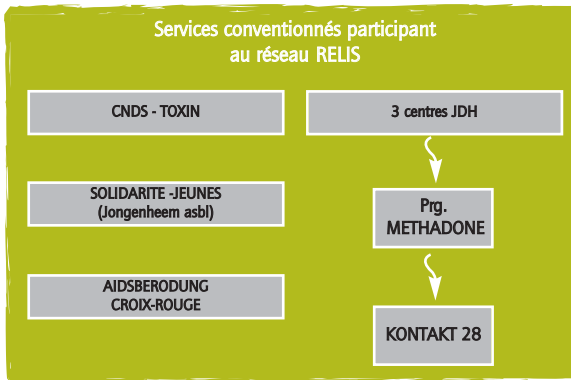 Services conventionnés participant
au réseau RELIS
CNDS - TOXIN
3 centres JDH
SOLIDARITE -JEUNES
(Jongenheem asbl)
Prg.
METHADONE
AIDSBERODUNG
CROIX-ROUGE
KONTAKT 28